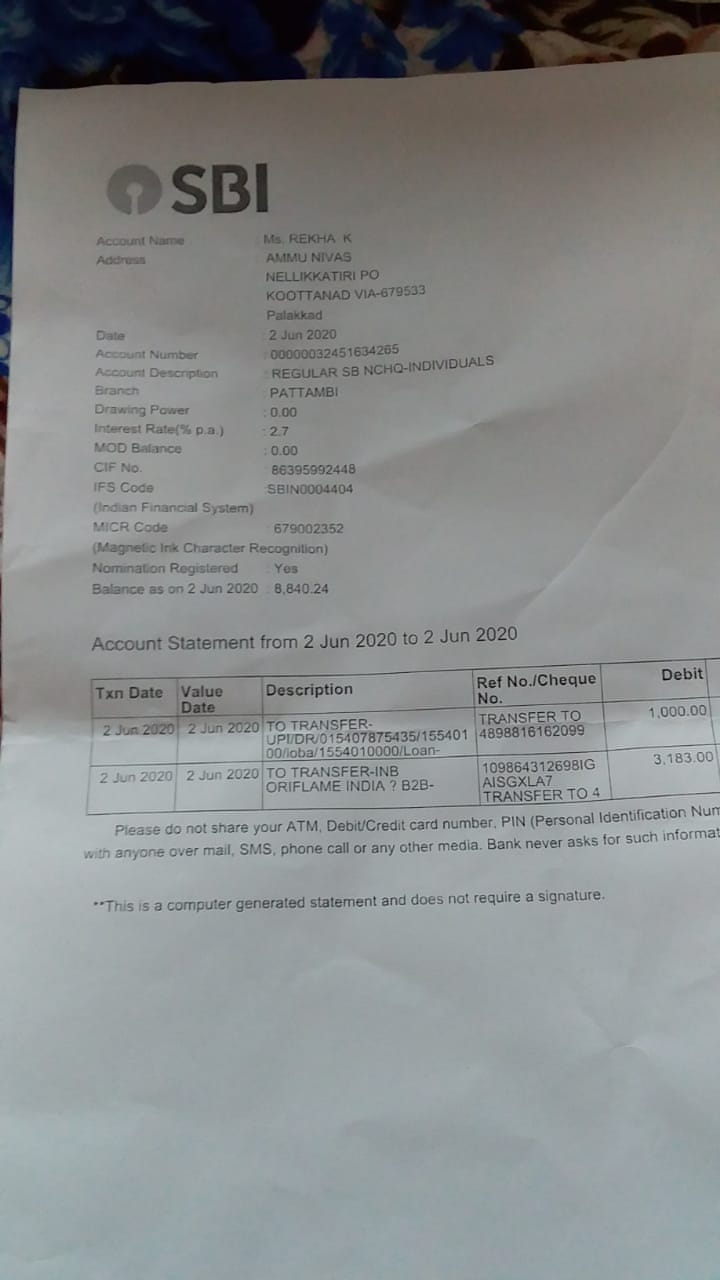 SBI
Account Name : Ms. REKHA K
Address : AMMU NIVAS
NELLIKKATIRI PO
KOOTTANAD VIA-679533
Palakkad
Date : 2 Jun 2020
Account Number : 00000032451634265
Account Description : REGULAR SB NCHQ-INDIVIDUALS
Branch : PATTAMBI
Drawing Power : 0.00
Interest Rate(% p.a.) : 2.7
MOD Balance : 0.00
CIF No. : 86395992448
IFS Code : SBIN0004404
(Indian Financial System)
MICR Code : 679002352
(Magnetic Ink Character Recognition)
Nomination Registered : Yes
Balance as on 2 Jun 2020 : 8,840.24
Account Statement from 2 Jun 2020 to 2 Jun 2020
Txn Date Value Date Description Ref No./Cheque No. Debit
2 Jun 2020 2 Jun 2020 TO TRANSFER- TRANSFER TO 1,000.00
UPI/DR/015407875435/155401 4898816162099
00/ioba/1554010000/Loan-
2 Jun 2020 2 Jun 2020 TO TRANSFER-INB 109864312698IG 3,183.00
ORIFLAME INDIA ? B2B- AISGXLA7
TRANSFER TO 4
Please do not share your ATM, Debit/Credit card number, PIN (Personal Identification Num
with anyone over mail, SMS, phone call or any other media. Bank never asks for such informat
**This is a computer generated statement and does not require a signature.